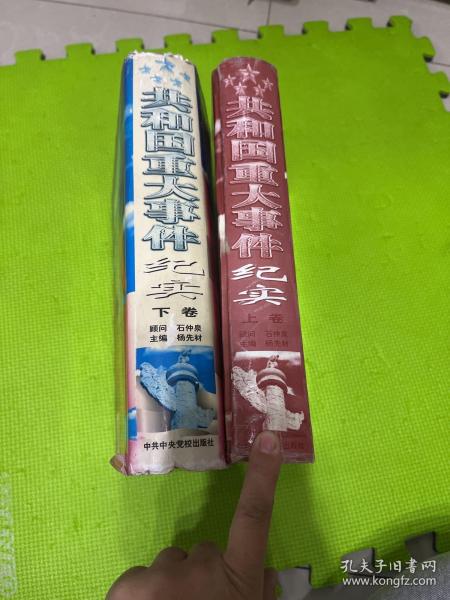 共和国重大事件
纪实
下卷
顾问 石仲泉
主编 杨先材
中共中央党校出版社
共和国重大事件
纪实
上卷
顾问 石仲泉
主编 杨先材
孔夫子旧书网
www.kongfz.com